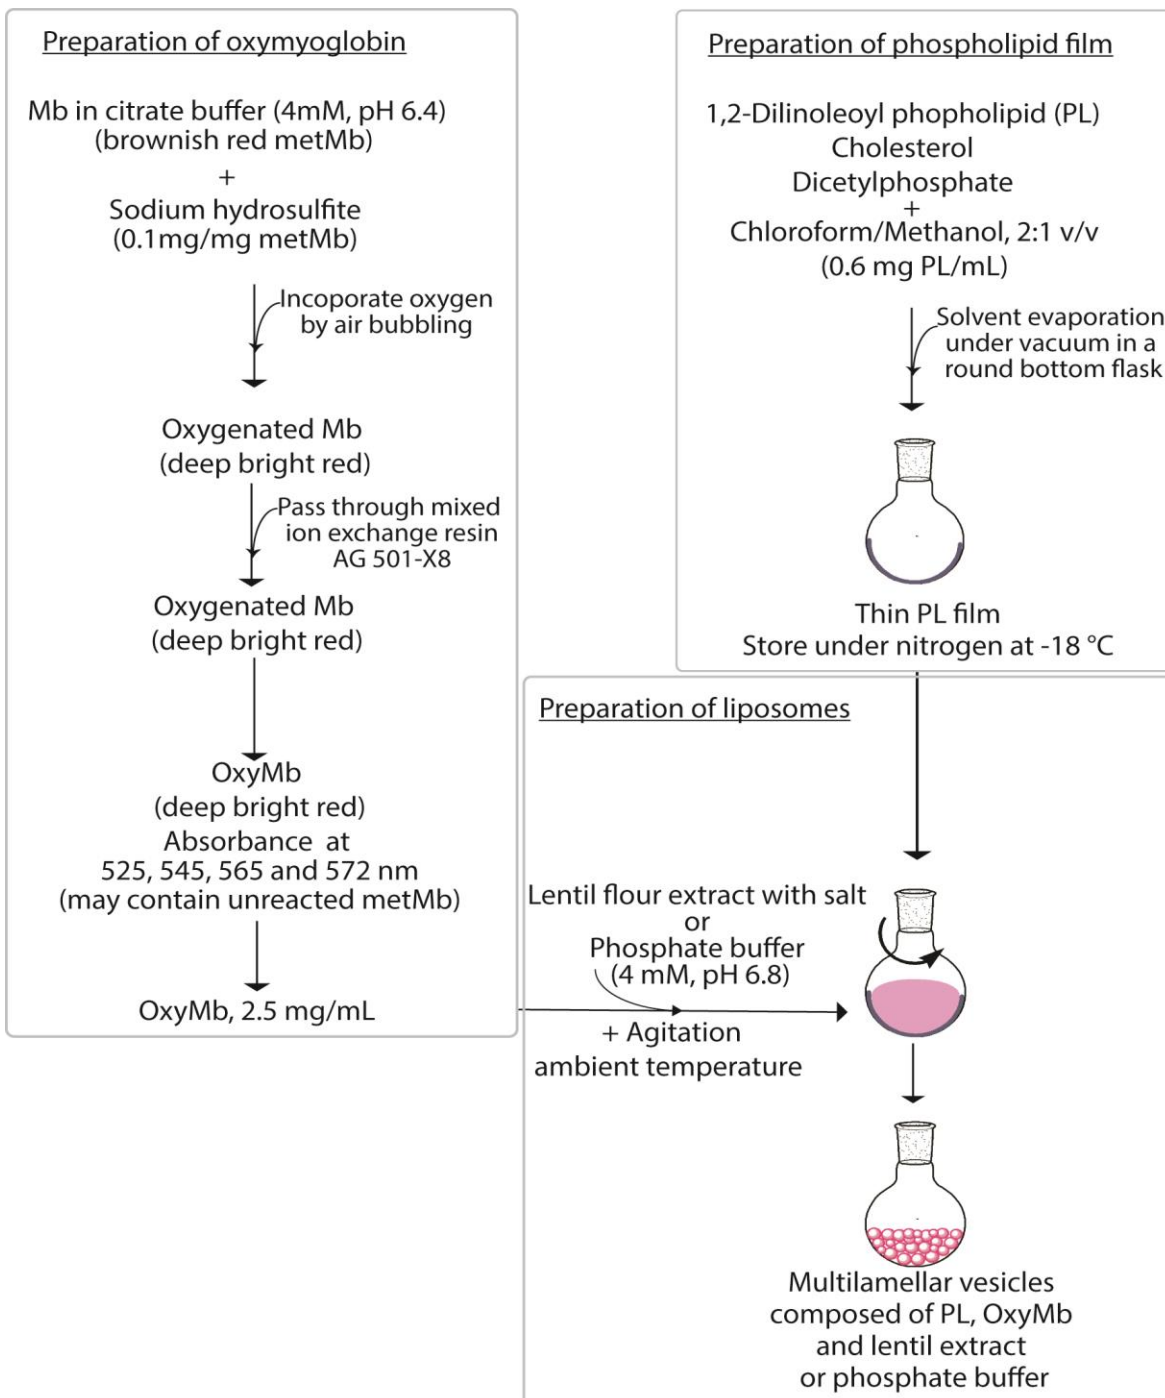 Preparation of oxymyoglobin
Mb in citrate buffer (4mM, pH 6.4)
(brownish red metMb)
+
Sodium hydrosulfite
(0.1mg/mg metMb)
Incoporate oxygen
by air bubbling
Oxygenated Mb
(deep bright red)
Pass through mixed
ion exchange resin
AG 501-X8
Oxygenated Mb
(deep bright red)
OxyMb
(deep bright red)
Absorbance at
525, 545, 565 and 572 nm
(may contain unreacted metMb)
OxyMb, 2.5 mg/mL
Preparation of phospholipid film
1,2-Dilinoleoyl phopholipid (PL)
Cholesterol
Dicetylphosphate
+
Chloroform/Methanol, 2:1 v/v
(0.6 mg PL/mL)
Solvent evaporation
under vacuum in a
round bottom flask
Thin PL film
Store under nitrogen at -18 °C
Preparation of liposomes
Lentil flour extract with salt
or
Phosphate buffer
(4 mM, pH 6.8)
+ Agitation
ambient temperature
Multilamellar vesicles
composed of PL, OxyMb
and lentil extract
or phosphate buffer